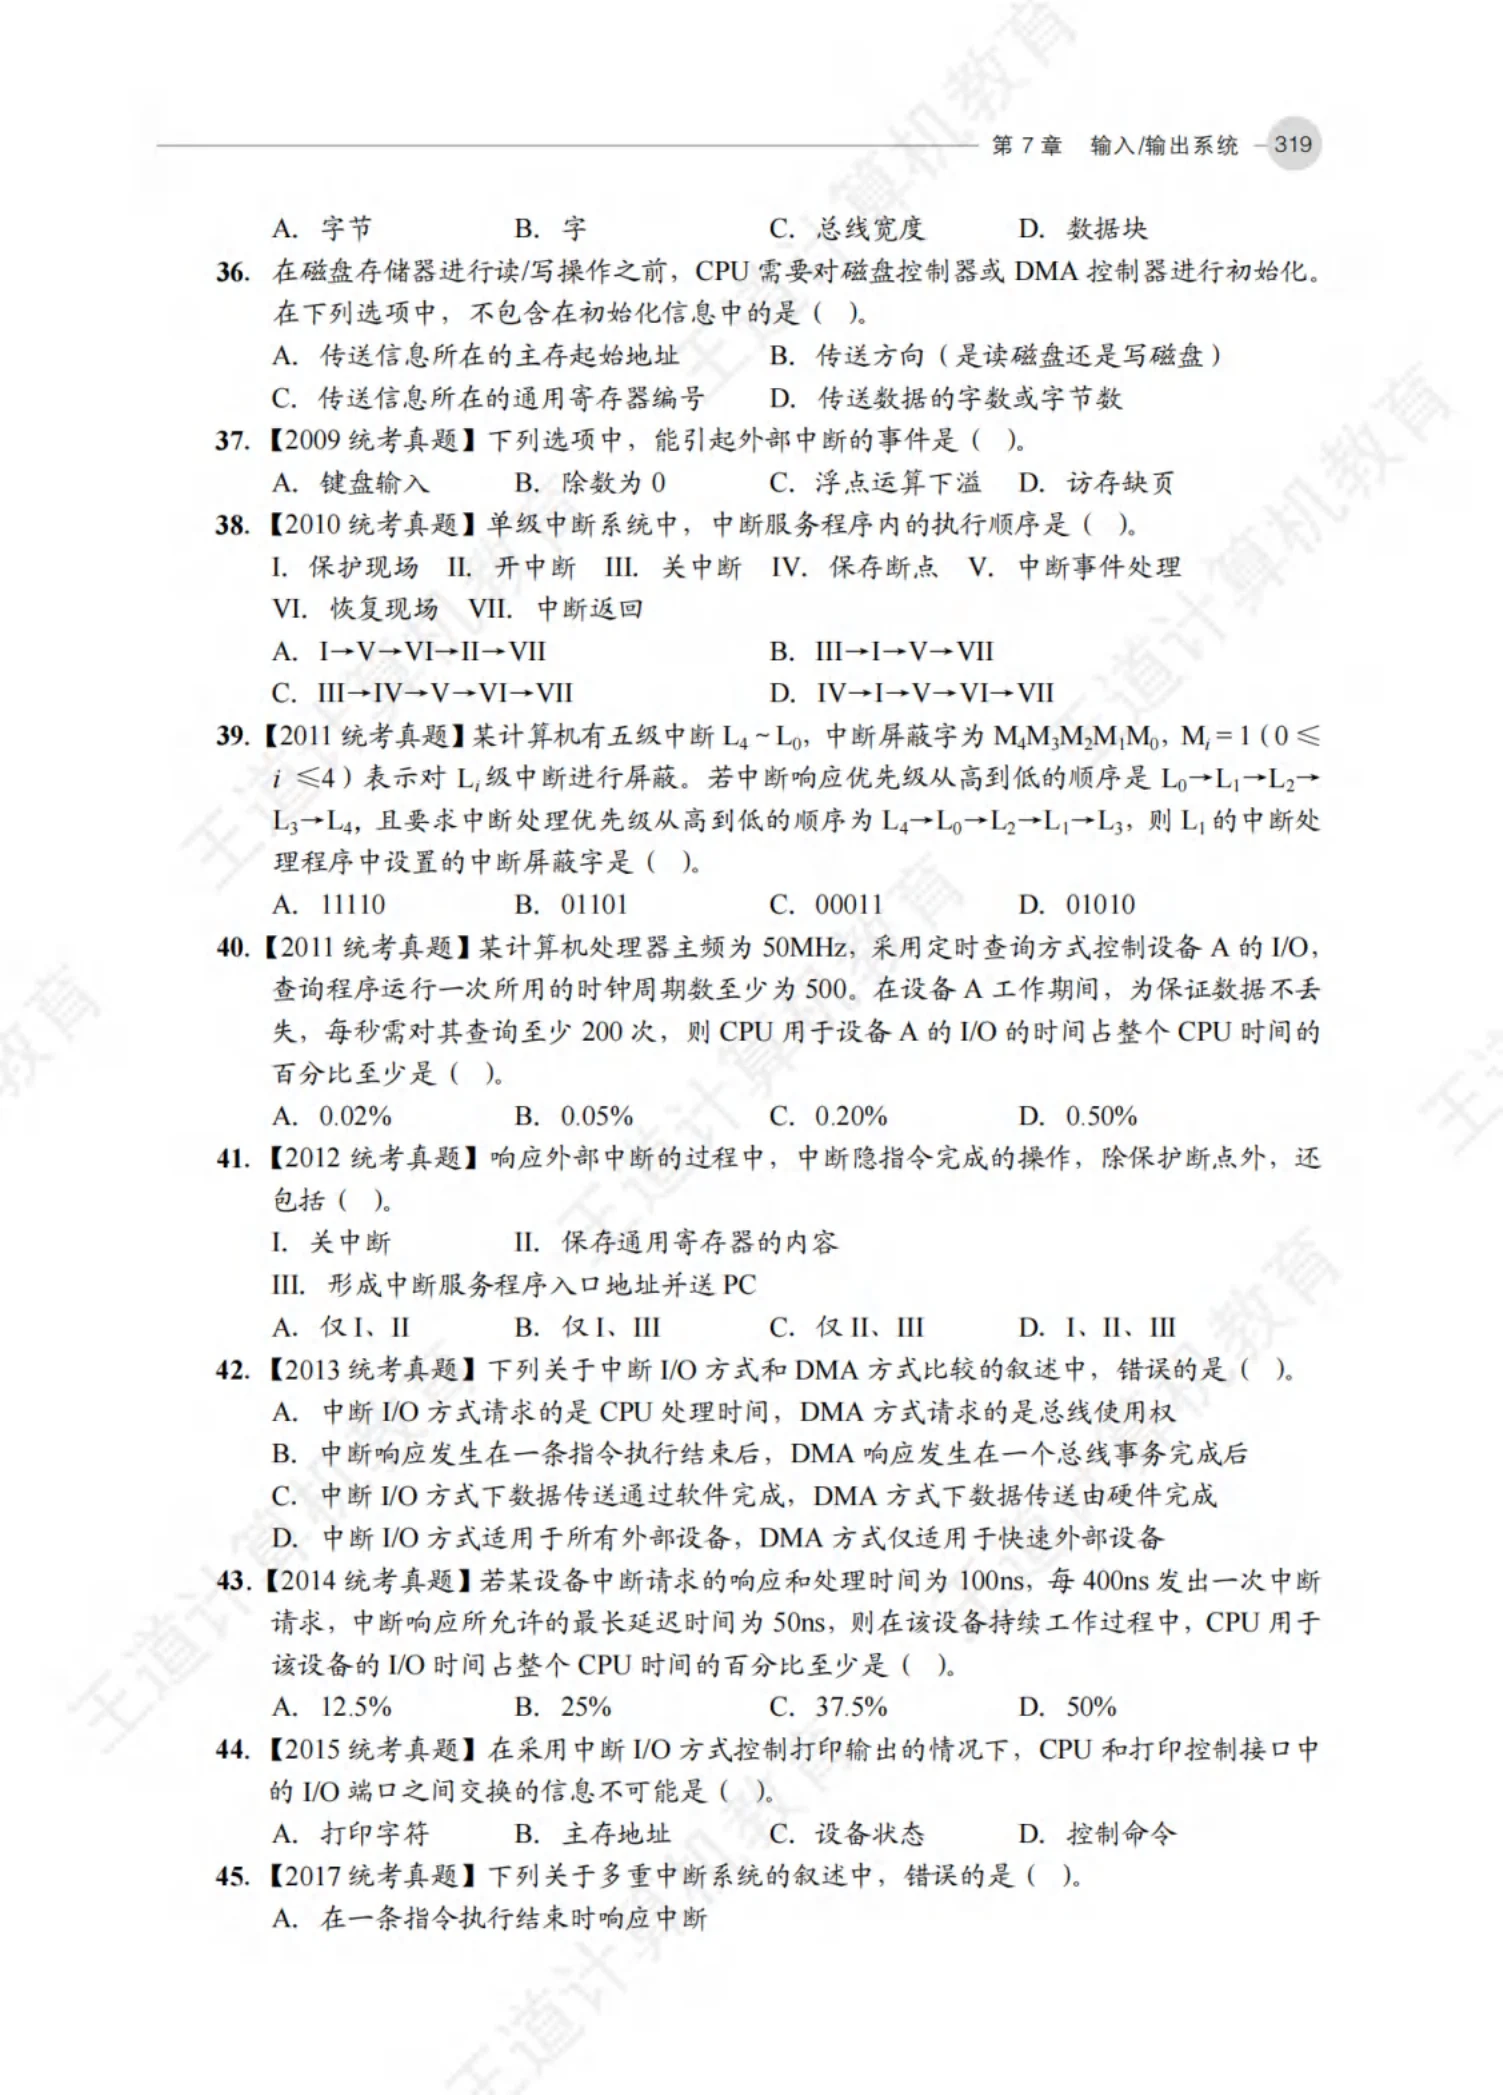 第 7 章 输入/输出系统 319
A. 字节 B. 字 C. 总线宽度 D. 数据块
36. 在磁盘存储器进行读/写操作之前，CPU 需要对磁盘控制器或 DMA 控制器进行初始化。
在下列选项中，不包含在初始化信息中的是（ ）。
A. 传送信息所在的主存起始地址 B. 传送方向（是读磁盘还是写磁盘）
C. 传送信息所在的通用寄存器编号 D. 传送数据的字数或字节数
37. 【2009 统考真题】下列选项中，能引起外部中断的事件是（ ）。
A. 键盘输入 B. 除数为 0 C. 浮点运算下溢 D. 访存缺页
38. 【2010 统考真题】单级中断系统中，中断服务程序内的执行顺序是（ ）。
I. 保护现场 II. 开中断 III. 关中断 IV. 保存断点 V. 中断事件处理
VI. 恢复现场 VII. 中断返回
A. I→V→VI→II→VII B. III→I→V→VII
C. III→IV→V→VI→VII D. IV→I→V→VI→VII
39. 【2011 统考真题】某计算机有五级中断 L₄ ~ L₀，中断屏蔽字为 M₄M₃M₂M₁M₀，Mᵢ = 1（0 ≤
i ≤4）表示对 Lᵢ 级中断进行屏蔽。若中断响应优先级从高到低的顺序是 L₀→L₁→L₂→
L₃→L₄，且要求中断处理优先级从高到低的顺序为 L₄→L₀→L₂→L₁→L₃，则 L₁ 的中断处
理程序中设置的中断屏蔽字是（ ）。
A. 11110 B. 01101 C. 00011 D. 01010
40. 【2011 统考真题】某计算机处理器主频为 50MHz，采用定时查询方式控制设备 A 的 I/O，
查询程序运行一次所用的时钟周期数至少为 500。在设备 A 工作期间，为保证数据不丢
失，每秒需对其查询至少 200 次，则 CPU 用于设备 A 的 I/O 的时间占整个 CPU 时间的
百分比至少是（ ）。
A. 0.02% B. 0.05% C. 0.20% D. 0.50%
41. 【2012 统考真题】响应外部中断的过程中，中断隐指令完成的操作，除保护断点外，还
包括（ ）。
I. 关中断 II. 保存通用寄存器的内容
III. 形成中断服务程序入口地址并送 PC
A. 仅 I、II B. 仅 I、III C. 仅 II、III D. I、II、III
42. 【2013 统考真题】下列关于中断 I/O 方式和 DMA 方式比较的叙述中，错误的是（ ）。
A. 中断 I/O 方式请求的是 CPU 处理时间，DMA 方式请求的是总线使用权
B. 中断响应发生在一条指令执行结束后，DMA 响应发生在一个总线事务完成后
C. 中断 I/O 方式下数据传送通过软件完成，DMA 方式下数据传送由硬件完成
D. 中断 I/O 方式适用于所有外部设备，DMA 方式仅适用于快速外部设备
43. 【2014 统考真题】若某设备中断请求的响应和处理时间为 100ns，每 400ns 发出一次中断
请求，中断响应所允许的最长延迟时间为 50ns，则在该设备持续工作过程中，CPU 用于
该设备的 I/O 时间占整个 CPU 时间的百分比至少是（ ）。
A. 12.5% B. 25% C. 37.5% D. 50%
44. 【2015 统考真题】在采用中断 I/O 方式控制打印输出的情况下，CPU 和打印控制接口中
的 I/O 端口之间交换的信息不可能是（ ）。
A. 打印字符 B. 主存地址 C. 设备状态 D. 控制命令
45. 【2017 统考真题】下列关于多重中断系统的叙述中，错误的是（ ）。
A. 在一条指令执行结束时响应中断
王道计算机教育